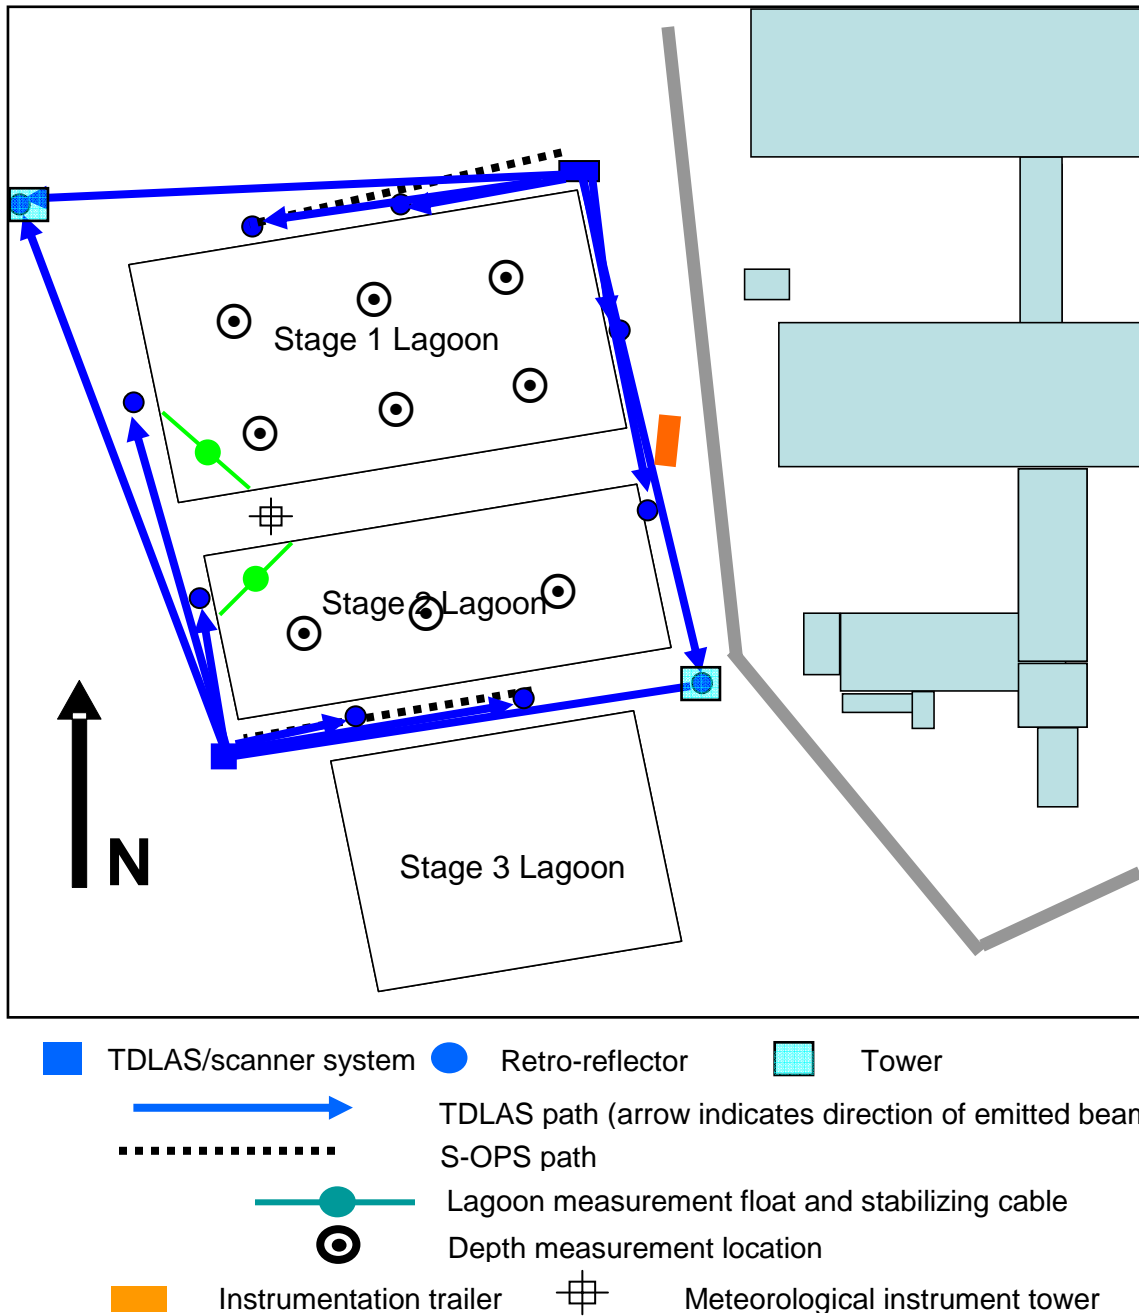 Stage 1 Lagoon
Stage 2 Lagoon
Stage 3 Lagoon
N
TDLAS/scanner system
Retro-reflector
Tower
TDLAS path (arrow indicates direction of emitted beam
S-OPS path
Lagoon measurement float and stabilizing cable
Depth measurement location
Instrumentation trailer
Meteorological instrument tower